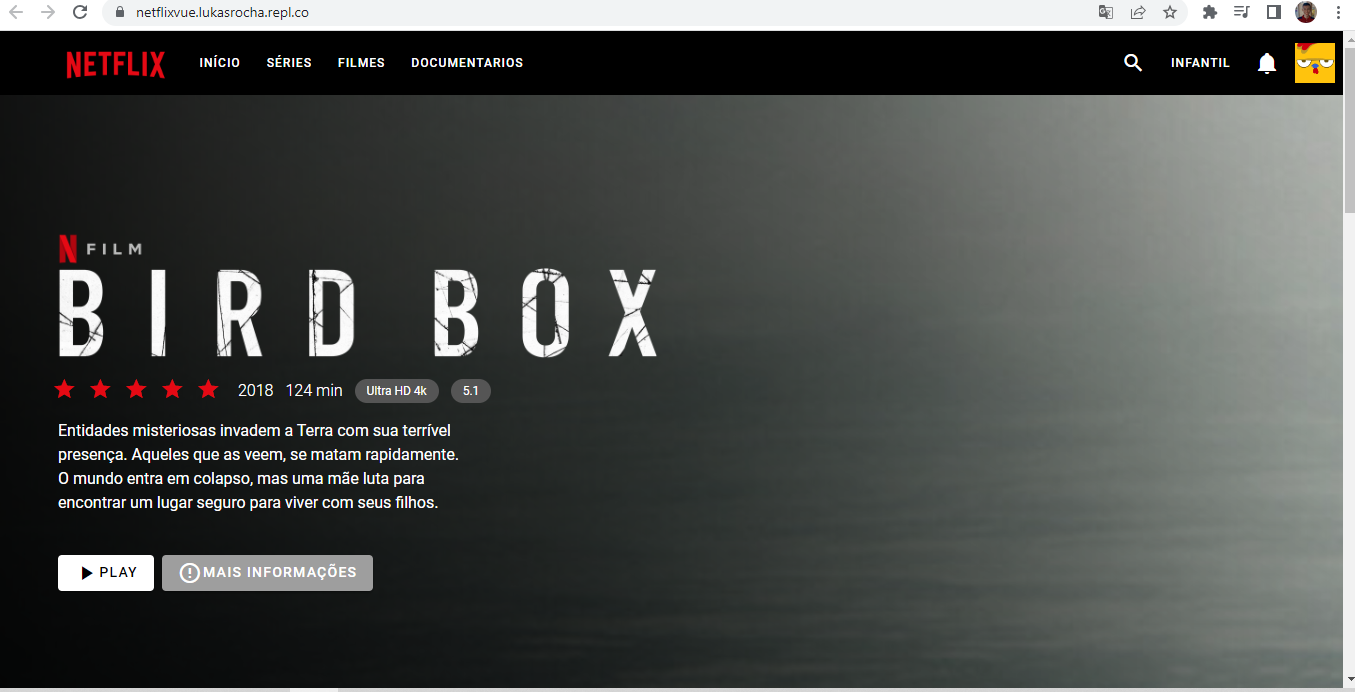 netflixvue.lukasrocha.repl.co
NETFLIX INÍCIO SÉRIES FILMES DOCUMENTARIOS INFANTIL
N FILM
BIRD BOX
2018 124 min Ultra HD 4k 5.1
Entidades misteriosas invadem a Terra com sua terrível
presença. Aqueles que as veem, se matam rapidamente.
O mundo entra em colapso, mas uma mãe luta para
encontrar um lugar seguro para viver com seus filhos.
PLAY MAIS INFORMAÇÕES